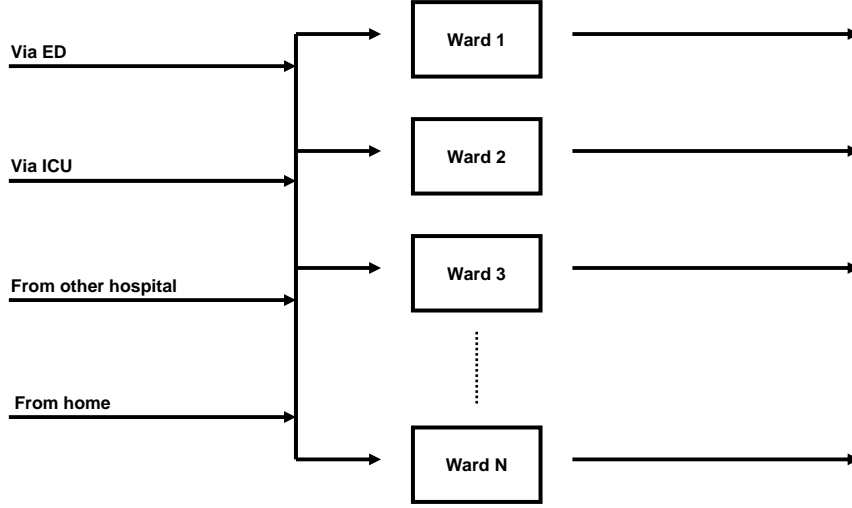 Via ED
Via ICU
From other hospital
From home
Ward 1
Ward 2
Ward 3
Ward N